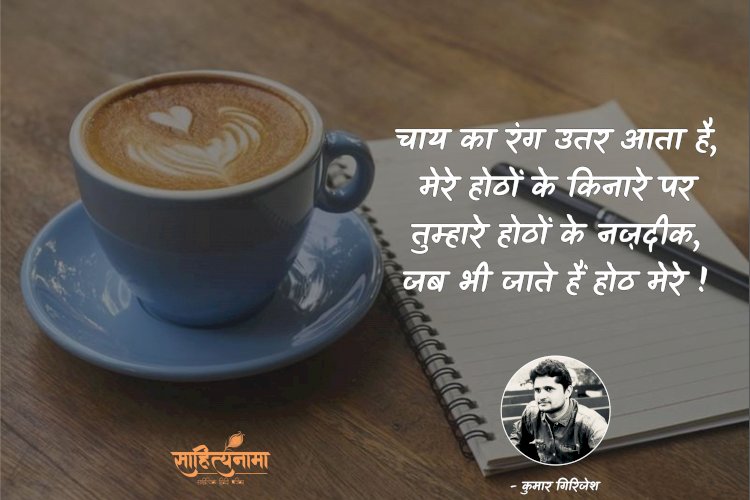 चाय का रंग उतर आता है,
मेरे होठों के किनारे पर
तुम्हारे होठों के नज़दीक,
जब भी जाते हैं होठ मेरे !
साहित्यनामा
- कुमार गिरिजेश